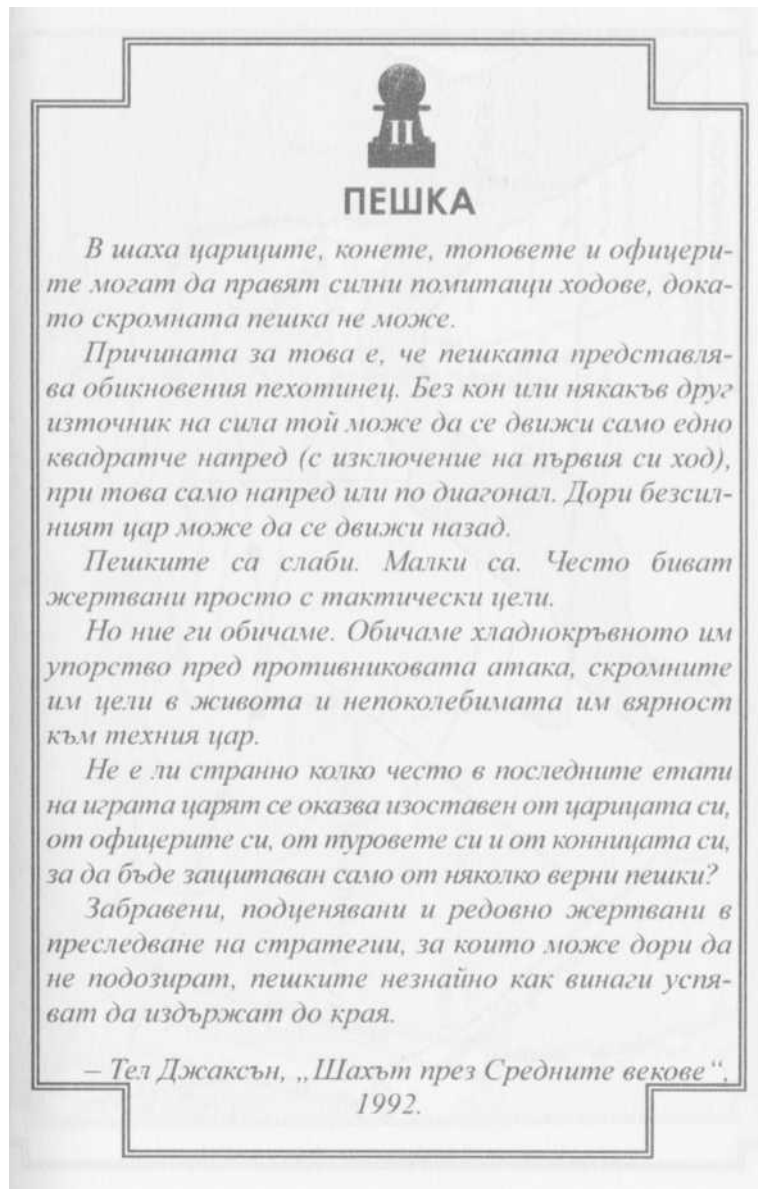 II
ПЕШКА
В шаха цариците, конете, топовете и офицери-
те могат да правят силни помитащи ходове, дока-
то скромната пешка не може.
Причината за това е, че пешката представля-
ва обикновения пехотинец. Без кон или някакъв друг
източник на сила той може да се движи само едно
квадратче напред (с изключение на първия си ход),
при това само напред или по диагонал. Дори безсил-
ният цар може да се движи назад.
Пешките са слаби. Малки са. Често биват
жертвани просто с тактически цели.
Но ние ги обичаме. Обичаме хладнокръвното им
упорство пред противниковата атака, скромните
им цели в живота и непоколебимата им вярност
към техния цар.
Не е ли странно колко често в последните етапи
на играта царят се оказва изоставен от царицата си,
от офицерите си, от туровете си и от конницата си,
за да бъде защитаван само от няколко верни пешки?
Забравени, подценявани и редовно жертвани в
преследване на стратегии, за които може дори да
не подозират, пешките незнайно как винаги успя-
ват да издържат до края.
– Тел Джаксън, „Шахът през Средните векове“,
1992.